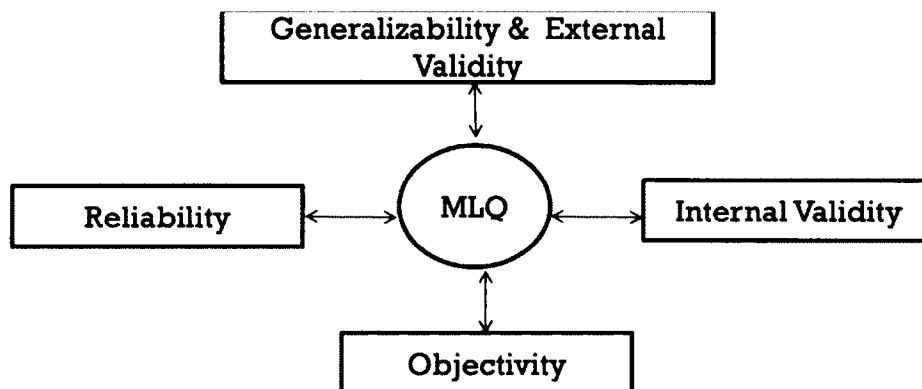 Generalizability & External
Validity
Reliability
MLQ
Internal Validity
Objectivity